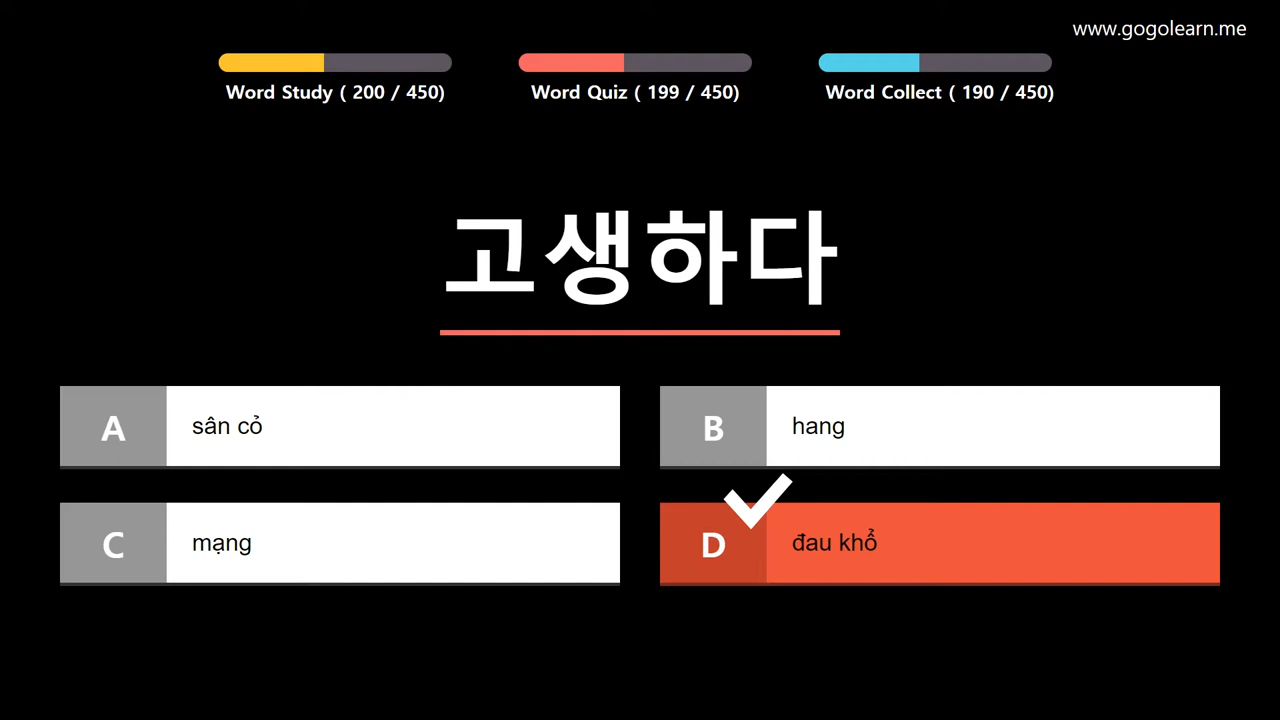 www.gogolearn.me
Word Study ( 200 / 450)
Word Quiz ( 199 / 450)
Word Collect ( 190 / 450)
고생하다
A sân cỏ
B hang
C mạng
D đau khổ